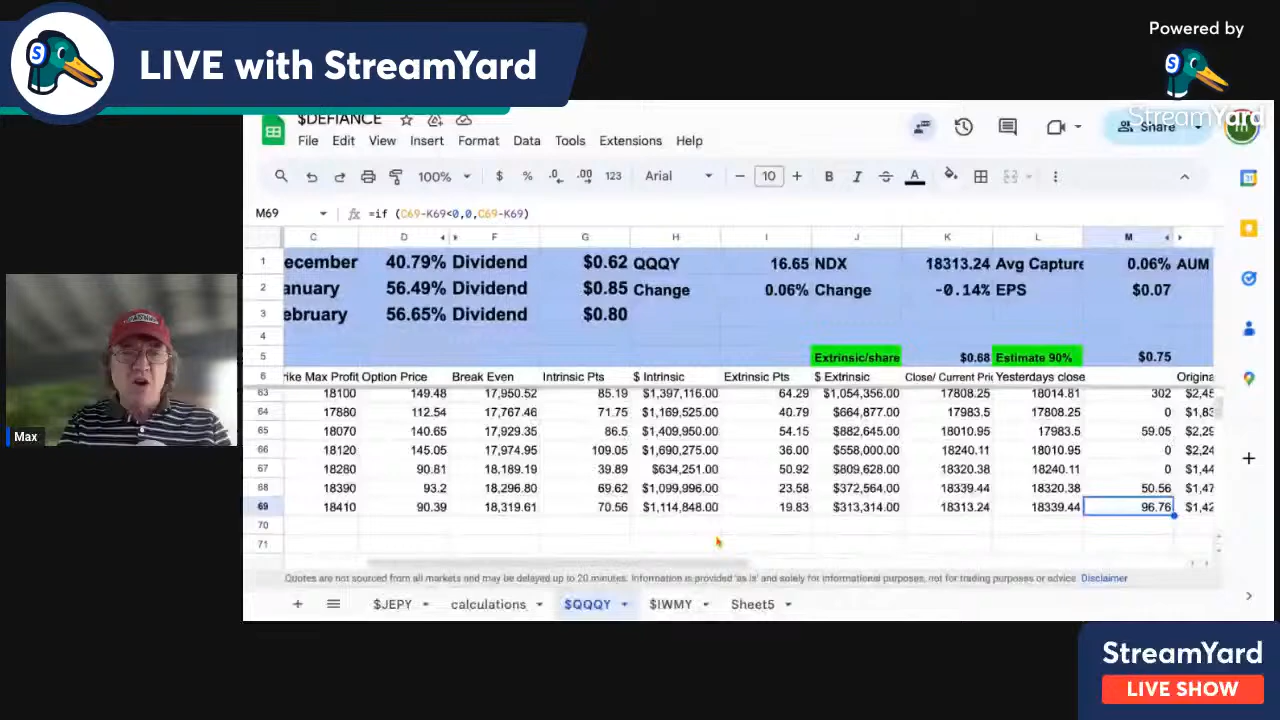 LIVE with StreamYard
Powered by
StreamYard
$DEFIANCE
Share
File Edit View Insert Format Data Tools Extensions Help
100% $ % .0 .00 123 Arial 10 B I A
M69 fx =if (C69-K69<0,0,C69-K69)
C D F G H I J K L M
1 ecember 40.79% Dividend $0.62 QQQY 16.65 NDX 18313.24 Avg Capture 0.06% AUM
2 anuary 56.49% Dividend $0.85 Change 0.06% Change -0.14% EPS $0.07
3 ebruary 56.65% Dividend $0.80
4
5 Extrinsic/share $0.68 Estimate 90% $0.75
6 rike Max Profit Option Price Break Even Intrinsic Pts $ Intrinsic Extrinsic Pts $ Extrinsic Close/ Current Pric Yesterdays close Origina
63 18100 149.48 17,950.52 85.19 $1,397,116.00 64.29 $1,054,356.00 17808.25 18014.81 302 $2,45
64 17880 112.54 17,767.46 71.75 $1,169,525.00 40.79 $664,877.00 17983.5 17808.25 0 $1,83
65 18070 140.65 17,929.35 86.5 $1,409,950.00 54.15 $882,645.00 18010.95 17983.5 59.05 $2,29
66 18120 145.05 17,974.95 109.05 $1,690,275.00 36.00 $558,000.00 18240.11 18010.95 0 $2,24
67 18280 90.81 18,189.19 39.89 $634,251.00 50.92 $809,628.00 18320.38 18240.11 0 $1,44
68 18390 93.2 18,296.80 69.62 $1,099,996.00 23.58 $372,564.00 18339.44 18320.38 50.56 $1,47
69 18410 90.39 18,319.61 70.56 $1,114,848.00 19.83 $313,314.00 18313.24 18339.44 96.76 $1,42
70
71
Max
Quotes are not sourced from all markets and may be delayed up to 20 minutes. Information is provided 'as is' and solely for informational purposes, not for trading purposes or advice. Disclaimer
$JEPY calculations $QQQY $IWMY Sheet5
StreamYard
LIVE SHOW